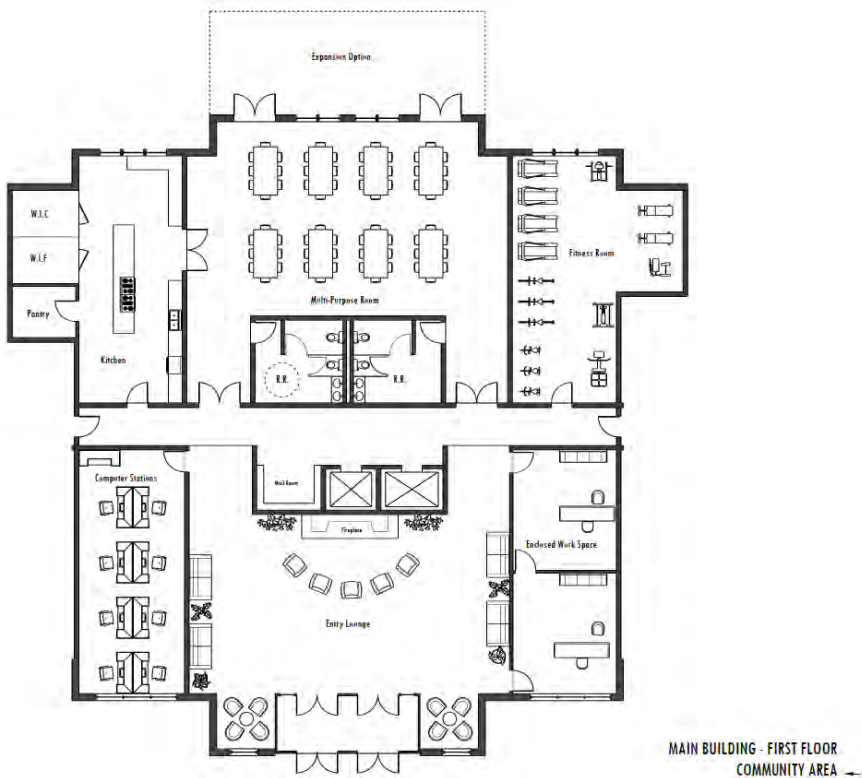 Expansion Option
W.I.C
W.I.F
Fitness Room
Multi-Purpose Room
Pantry
Kitchen
R.R.
R.R.
Computer Stations
Mail Room
Fireplace
Enclosed Work Space
Entry Lounge
MAIN BUILDING - FIRST FLOOR
COMMUNITY AREA